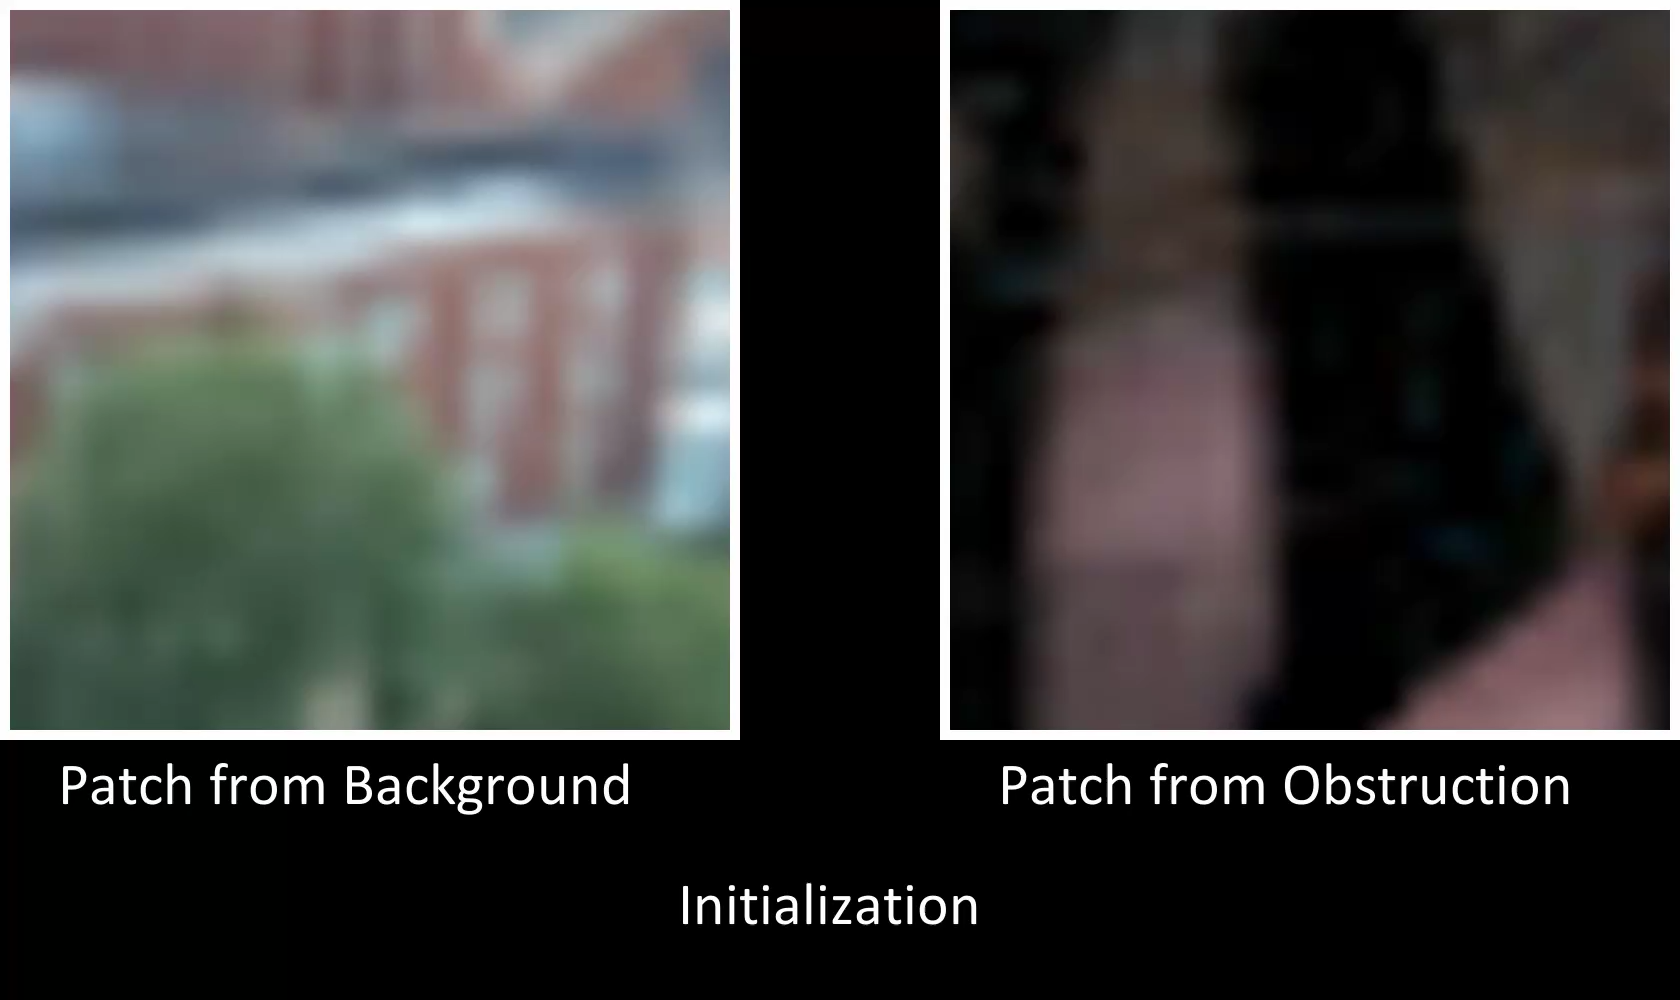 Patch from Background
Patch from Obstruction
Initialization